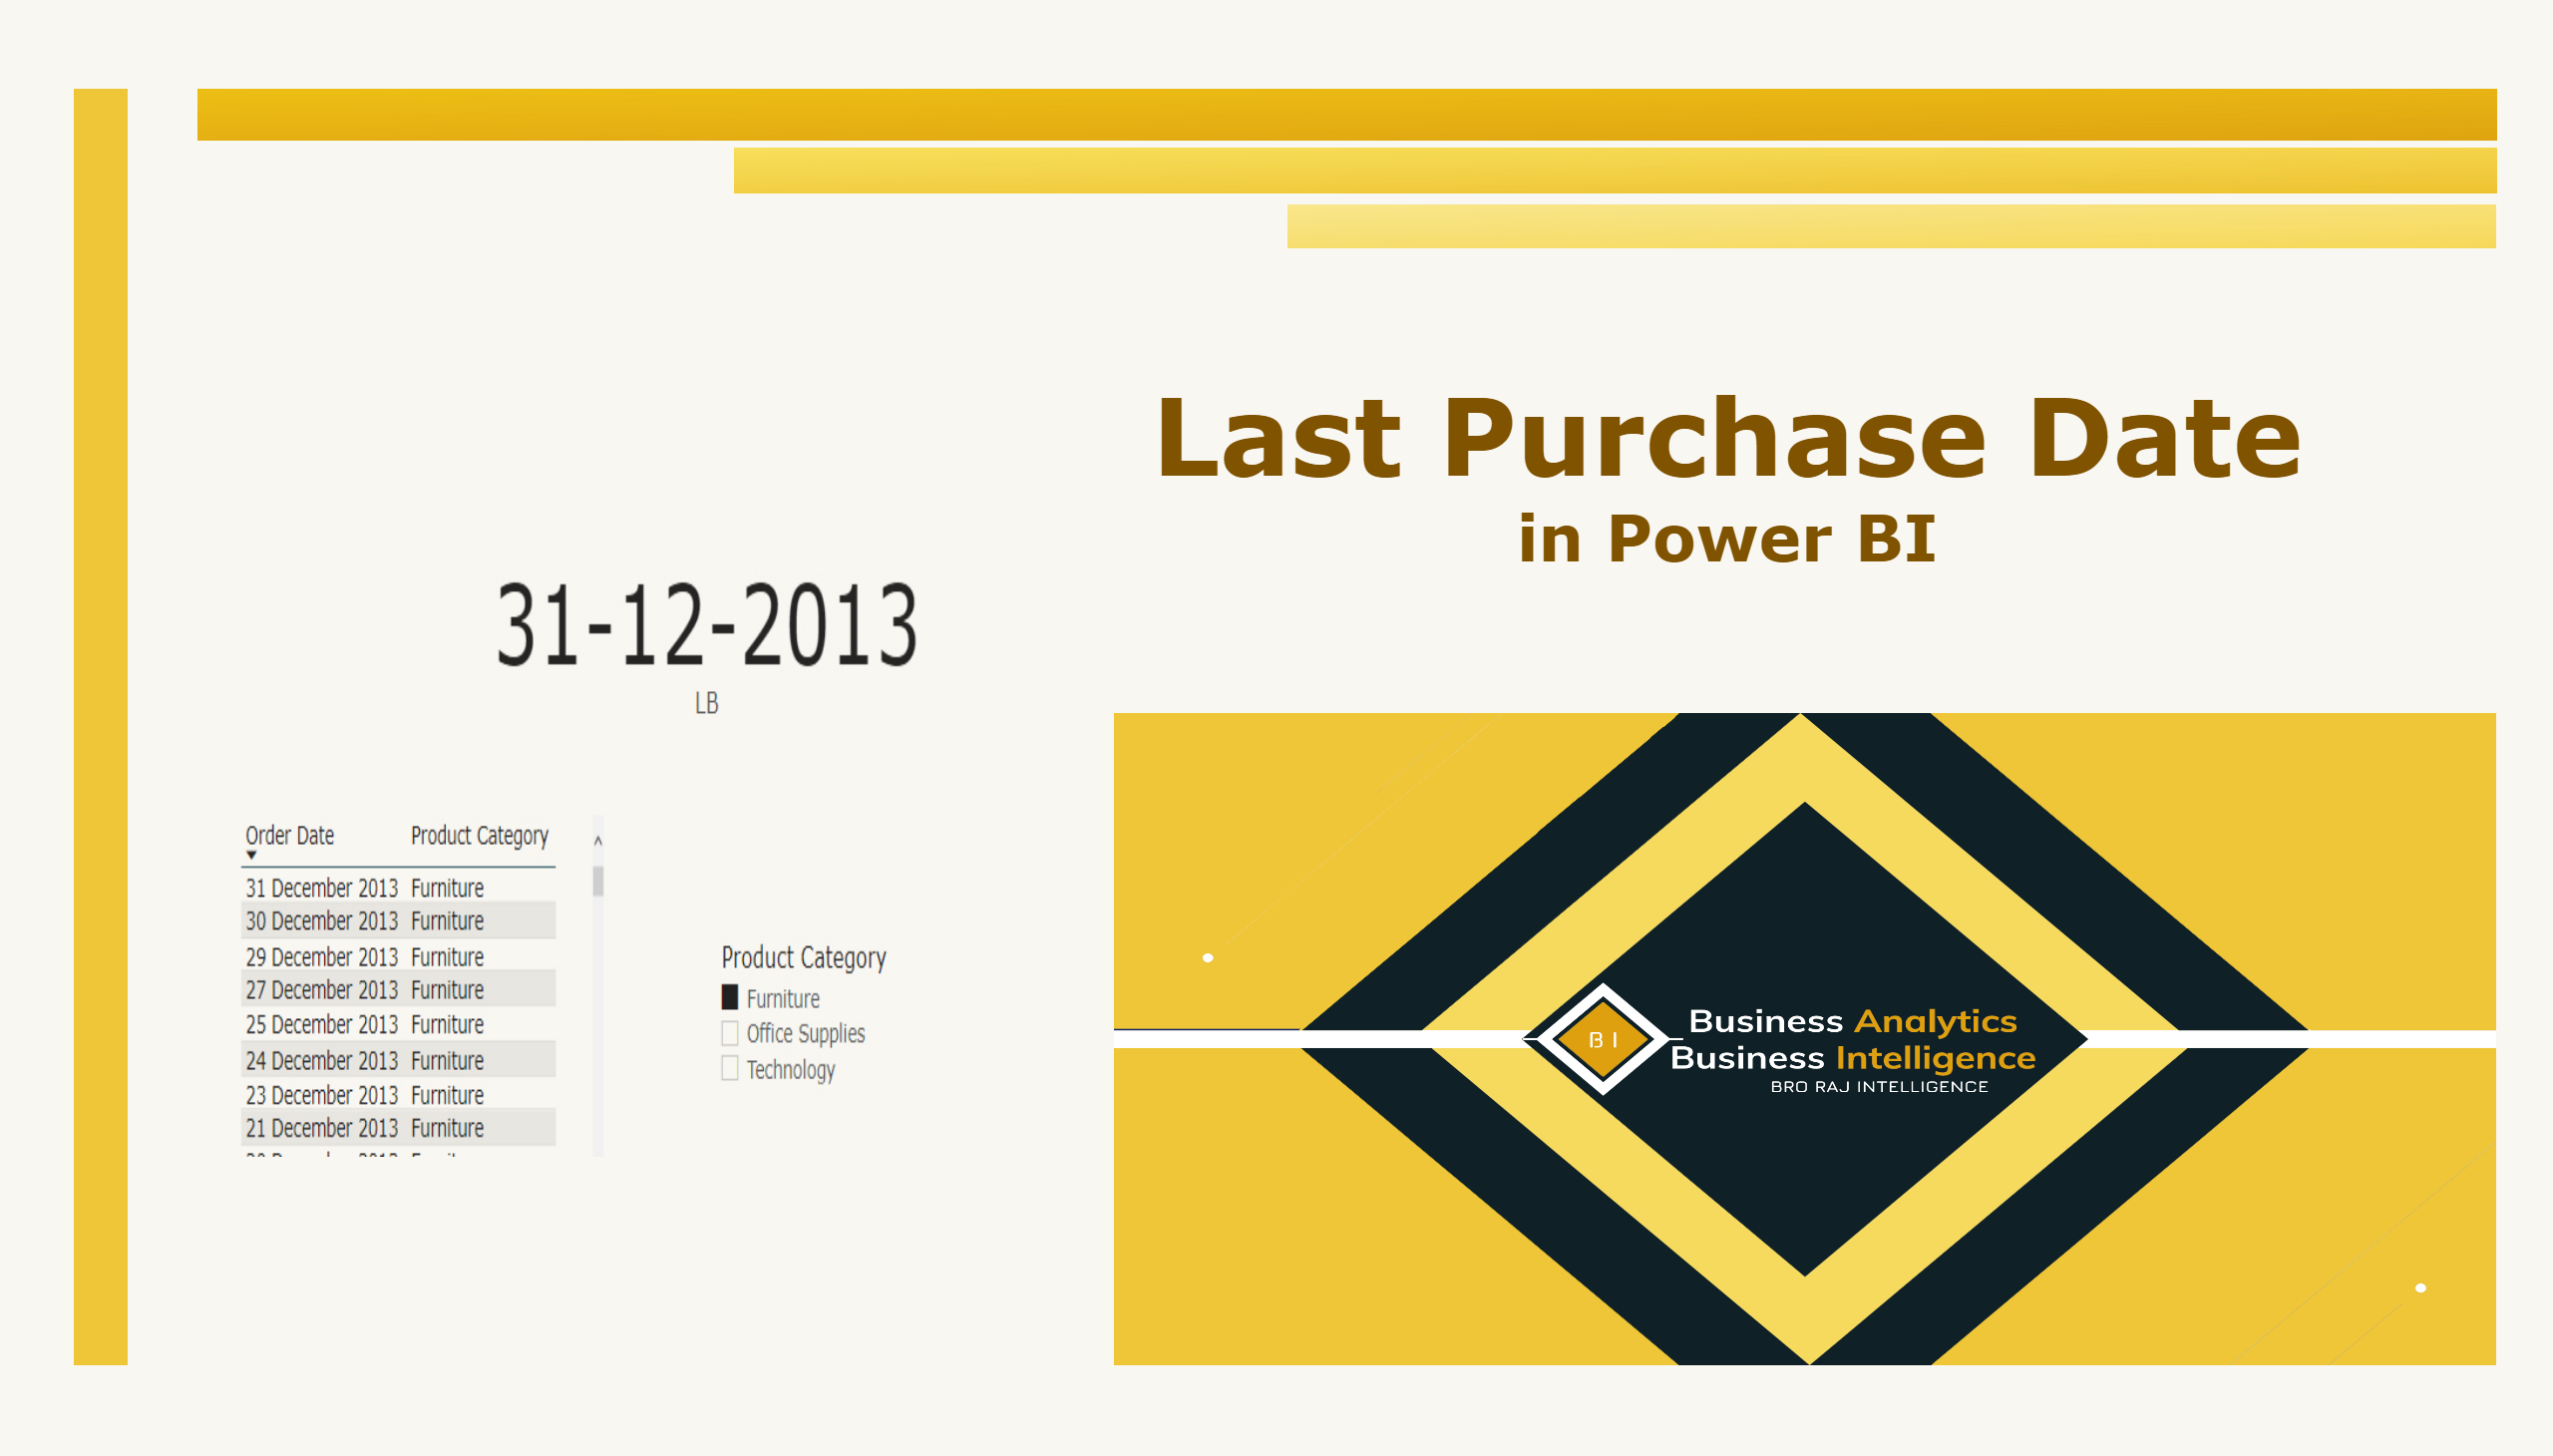 Last Purchase Date
in Power BI
31-12-2013
LB
Order Date Product Category
31 December 2013 Furniture
30 December 2013 Furniture
29 December 2013 Furniture
27 December 2013 Furniture
25 December 2013 Furniture
24 December 2013 Furniture
23 December 2013 Furniture
21 December 2013 Furniture
Product Category
Furniture
Office Supplies
Technology
BI
Business Analytics
Business Intelligence
BRO RAJ INTELLIGENCE